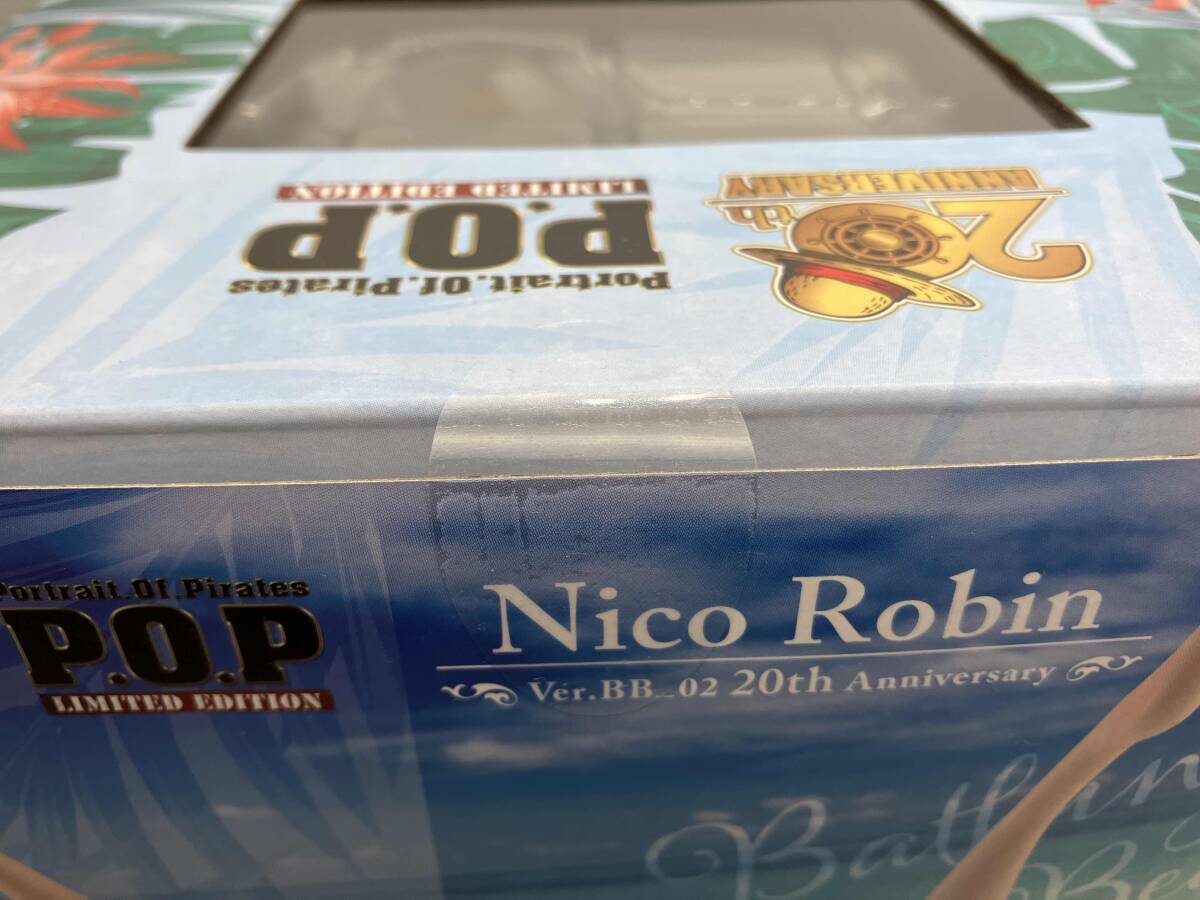 Portrait.Of.Pirates
P.O.P
LIMITED EDITION
20th
ANNIVERSARY
Portrait.Of.Pirates
P.O.P
LIMITED EDITION
Nico Robin
Ver.BB_02 20th Anniversary